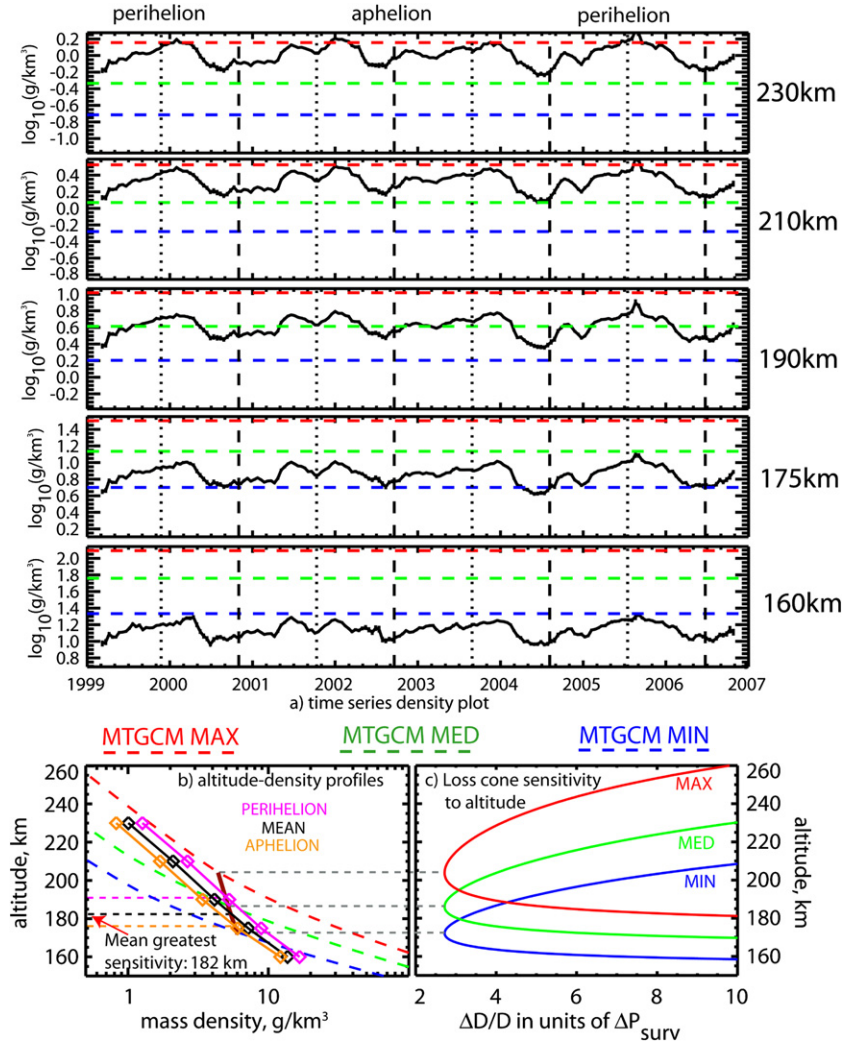 perihelion aphelion perihelion
log10(g/km³)
0.2
0.0
-0.2
-0.4
-0.6
-0.8
-1.0
230km
log10(g/km³)
0.4
0.2
0.0
-0.2
-0.4
-0.6
-0.8
210km
log10(g/km³)
1.0
0.8
0.6
0.4
0.2
0.0
-0.2
190km
log10(g/km³)
1.4
1.2
1.0
0.8
0.6
0.4
0.2
175km
log10(g/km³)
2.0
1.8
1.6
1.4
1.2
1.0
0.8
160km
1999 2000 2001 2002 2003 2004 2005 2006 2007
a) time series density plot
MTGCM MAX MTGCM MED MTGCM MIN
altitude, km
260
240
220
200
180
160
b) altitude-density profiles
PERIHELION
MEAN
APHELION
Mean greatest
sensitivity: 182 km
1 10
mass density, g/km³
c) Loss cone sensitivity
to altitude
MAX
MED
MIN
260
240
220
200
180
160
altitude, km
2 4 6 8 10
ΔD/D in units of ΔPsurv